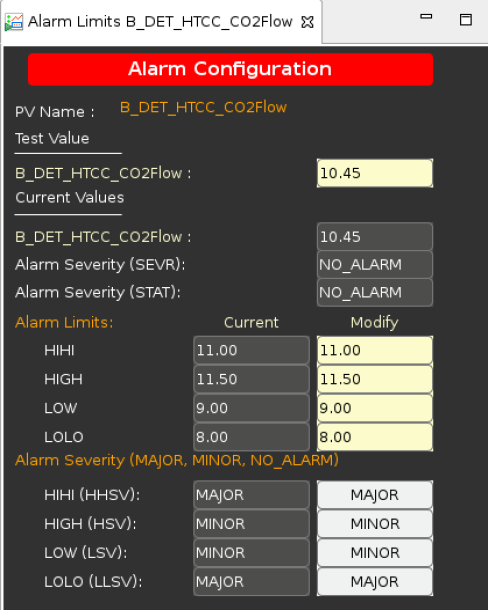 Alarm Limits B_DET_HTCC_CO2Flow
Alarm Configuration
PV Name : B_DET_HTCC_CO2Flow
Test Value
B_DET_HTCC_CO2Flow : 10.45
Current Values
B_DET_HTCC_CO2Flow : 10.45
Alarm Severity (SEVR): NO_ALARM
Alarm Severity (STAT): NO_ALARM
Alarm Limits: Current Modify
HIHI 11.00 11.00
HIGH 11.50 11.50
LOW 9.00 9.00
LOLO 8.00 8.00
Alarm Severity (MAJOR, MINOR, NO_ALARM)
HIHI (HHSV): MAJOR MAJOR
HIGH (HSV): MINOR MINOR
LOW (LSV): MINOR MINOR
LOLO (LLSV): MAJOR MAJOR